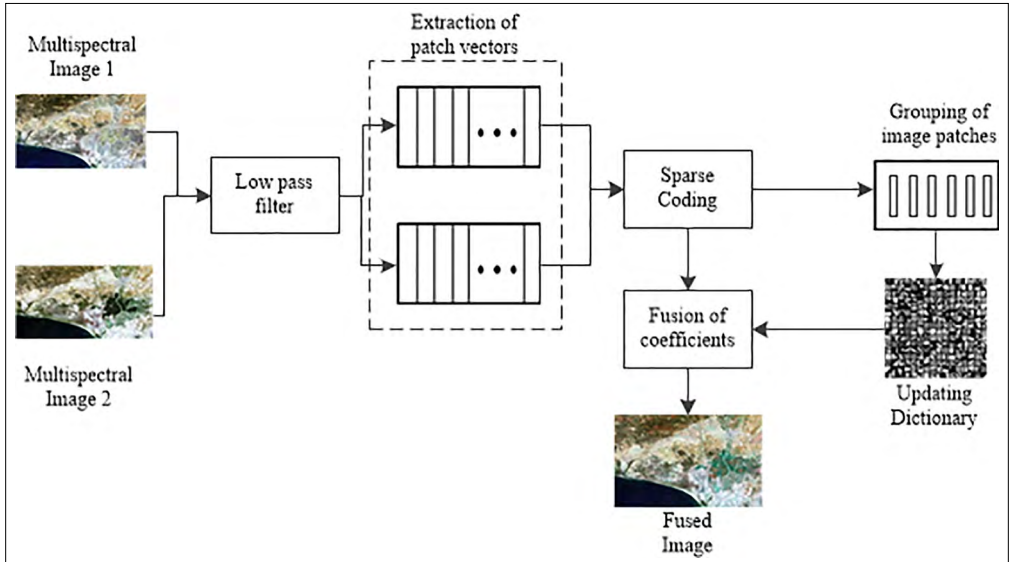 Multispectral
Image 1
Extraction of
patch vectors
Low pass
filter
Sparse
Coding
Grouping of
image patches
Fusion of
coefficients
Multispectral
Image 2
Updating
Dictionary
Fused
Image